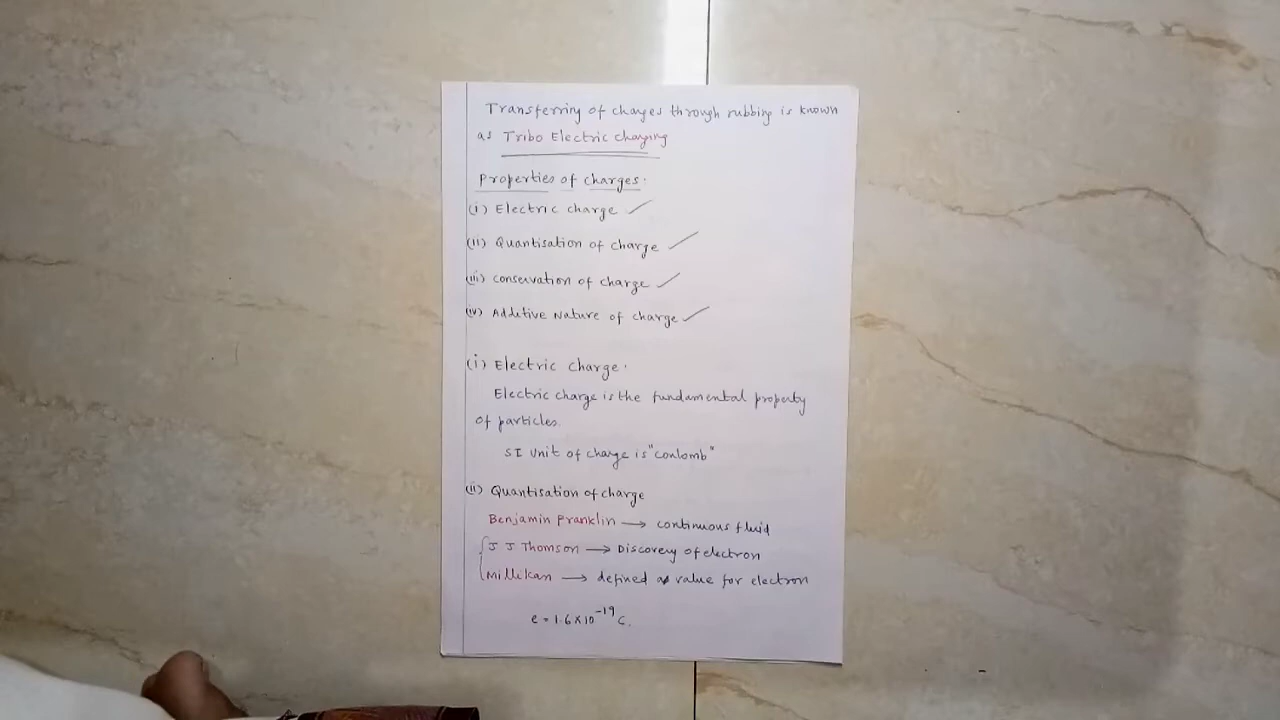 Transferring of charges through rubbing is known
as Tribo Electric charging
Properties of charges.
(i) Electric charge ✓
(ii) Quantisation of charge ✓
(iii) conservation of charge ✓
(iv) Additive Nature of charge ✓
(i) Electric charge.
Electric charge is the fundamental property
of particles.
SI Unit of charge is "conlomb"
(ii) Quantisation of charge
Benjamin Franklin → continuous fluid
J J Thomson → Discovery of electron
Millikan → defined value for electron
e = 1.6 × 10⁻¹⁹ C.